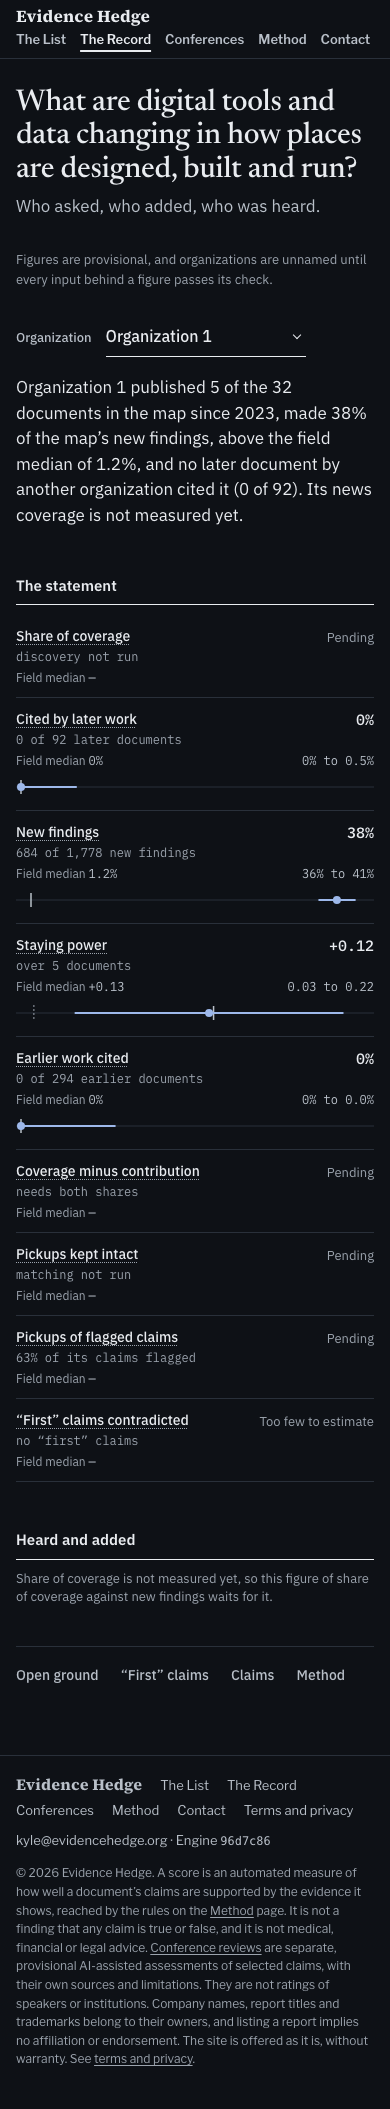 Evidence Hedge
The List The Record Conferences Method Contact
What are digital tools and
data changing in how places
are designed, built and run?
Who asked, who added, who was heard.
Figures are provisional, and organizations are unnamed until
every input behind a figure passes its check.
Organization Organization 1
Organization 1 published 5 of the 32
documents in the map since 2023, made 38%
of the map’s new findings, above the field
median of 1.2%, and no later document by
another organization cited it (0 of 92). Its news
coverage is not measured yet.
The statement
Share of coverage Pending
discovery not run
Field median —
Cited by later work 0%
0 of 92 later documents
Field median 0% 0% to 0.5%
New findings 38%
684 of 1,778 new findings
Field median 1.2% 36% to 41%
Staying power +0.12
over 5 documents
Field median +0.13 0.03 to 0.22
Earlier work cited 0%
0 of 294 earlier documents
Field median 0% 0% to 0.0%
Coverage minus contribution Pending
needs both shares
Field median —
Pickups kept intact Pending
matching not run
Field median —
Pickups of flagged claims Pending
63% of its claims flagged
Field median —
“First” claims contradicted Too few to estimate
no “first” claims
Field median —
Heard and added
Share of coverage is not measured yet, so this figure of share
of coverage against new findings waits for it.
Open ground “First” claims Claims Method
Evidence Hedge The List The Record
Conferences Method Contact Terms and privacy
kyle@evidencehedge.org · Engine 96d7c86
© 2026 Evidence Hedge. A score is an automated measure of
how well a document’s claims are supported by the evidence it
shows, reached by the rules on the Method page. It is not a
finding that any claim is true or false, and it is not medical,
financial or legal advice. Conference reviews are separate,
provisional AI-assisted assessments of selected claims, with
their own sources and limitations. They are not ratings of
speakers or institutions. Company names, report titles and
trademarks belong to their owners, and listing a report implies
no affiliation or endorsement. The site is offered as it is, without
warranty. See terms and privacy.